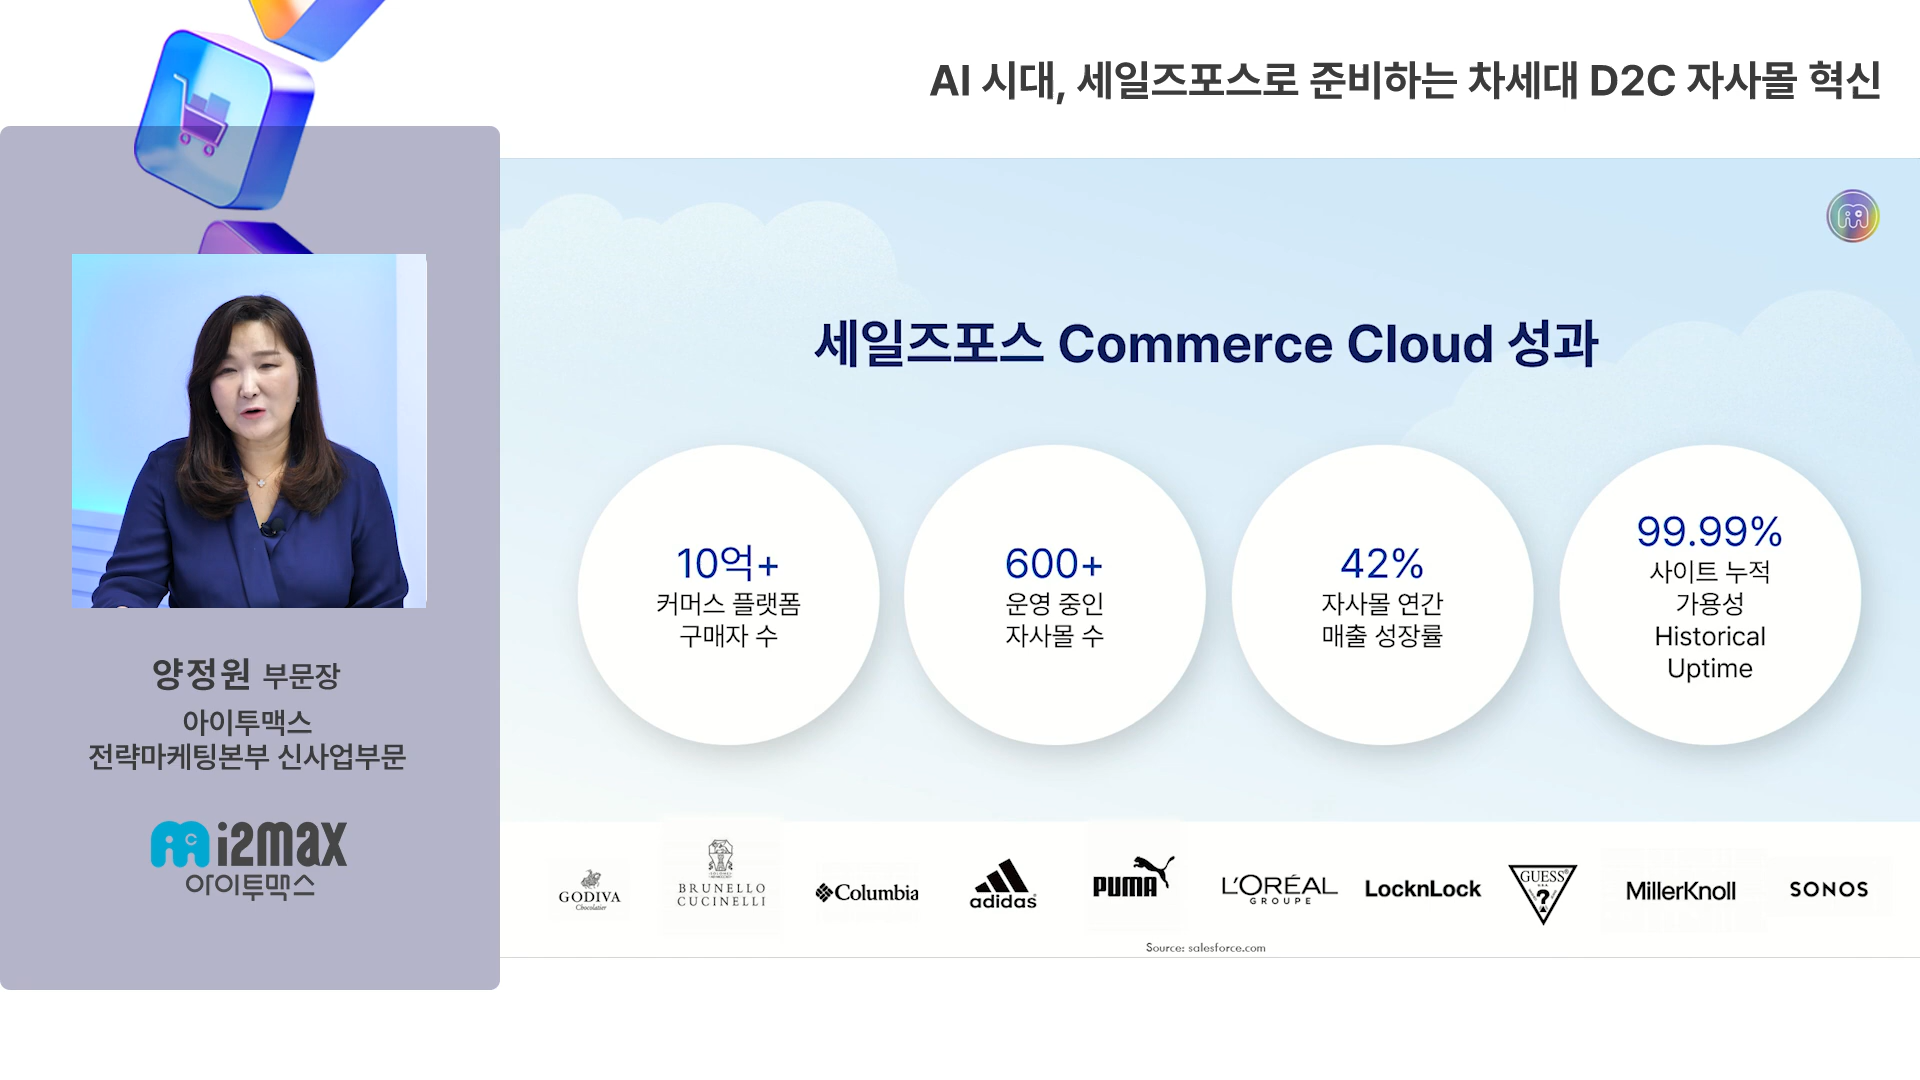 AI 시대, 세일즈포스로 준비하는 차세대 D2C 자사몰 혁신
양정원 부문장
아이투맥스
전략마케팅본부 신사업부문
i2max
아이투맥스
세일즈포스 Commerce Cloud 성과
10억+
커머스 플랫폼
구매자 수
600+
운영 중인
자사몰 수
42%
자사몰 연간
매출 성장률
99.99%
사이트 누적
가용성
Historical
Uptime
GODIVA
Chocolatier
BRUNELLO
CUCINELLI
Columbia
adidas
PUMA
L'ORÉAL
GROUPE
LocknLock
GUESS
?
MillerKnoll
SONOS
Source: salesforce.com